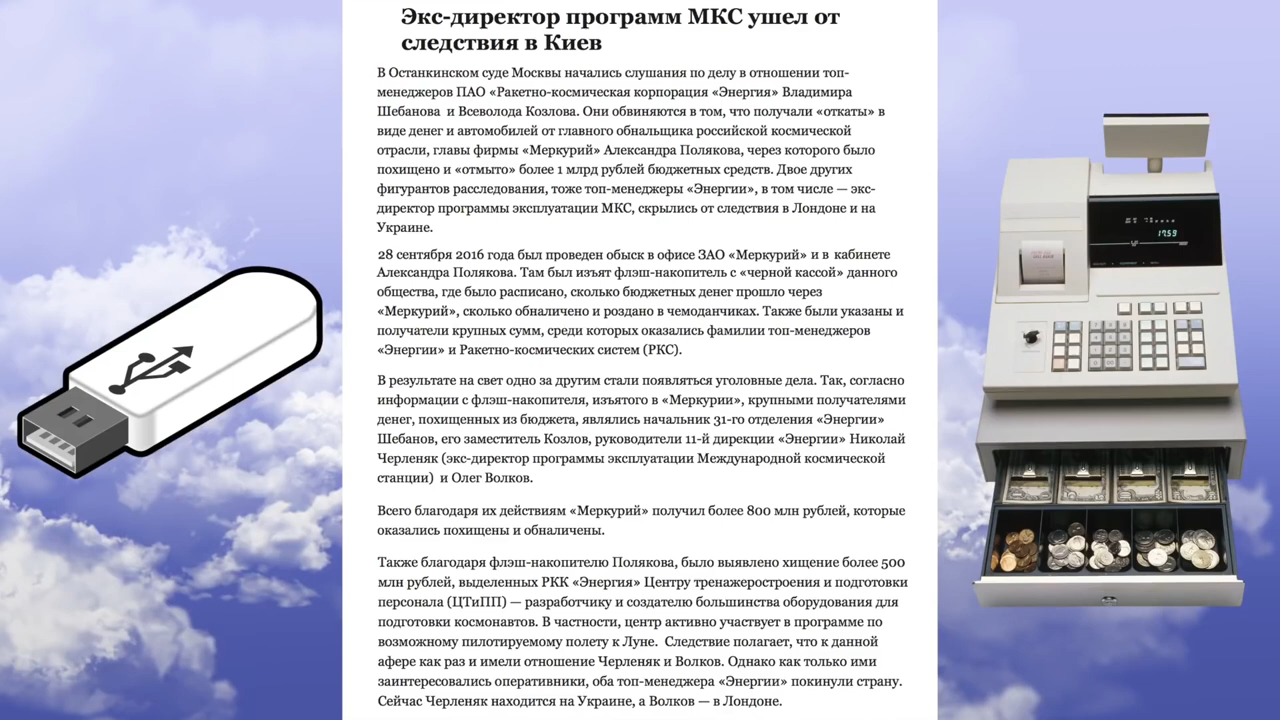 Экс-директор программ МКС ушел от
следствия в Киев
В Останкинском суде Москвы начались слушания по делу в отношении топ-
менеджеров ПАО «Ракетно-космическая корпорация «Энергия» Владимира
Шебанова и Всеволода Козлова. Они обвиняются в том, что получали «откаты» в
виде денег и автомобилей от главного обнальщика российской космической
отрасли, главы фирмы «Меркурий» Александра Полякова, через которого было
похищено и «отмыто» более 1 млрд рублей бюджетных средств. Двое других
фигурантов расследования, тоже топ-менеджеры «Энергии», в том числе — экс-
директор программы эксплуатации МКС, скрылись от следствия в Лондоне и на
Украине.
28 сентября 2016 года был проведен обыск в офисе ЗАО «Меркурий» и в кабинете
Александра Полякова. Там был изъят флэш-накопитель с «черной кассой» данного
общества, где было расписано, сколько бюджетных денег прошло через
«Меркурий», сколько обналичено и роздано в чемоданчиках. Также были указаны и
получатели крупных сумм, среди которых оказались фамилии топ-менеджеров
«Энергии» и Ракетно-космических систем (РКС).
В результате на свет одно за другим стали появляться уголовные дела. Так, согласно
информации с флэш-накопителя, изъятого в «Меркурии», крупными получателями
денег, похищенных из бюджета, являлись начальник 31-го отделения «Энергии»
Шебанов, его заместитель Козлов, руководители 11-й дирекции «Энергии» Николай
Черленяк (экс-директор программы эксплуатации Международной космической
станции) и Олег Волков.
Всего благодаря их действиям «Меркурий» получил более 800 млн рублей, которые
оказались похищены и обналичены.
Также благодаря флэш-накопителю Полякова, было выявлено хищение более 500
млн рублей, выделенных РКК «Энергия» Центру тренажеростроения и подготовки
персонала (ЦТиПП) — разработчику и создателю большинства оборудования для
подготовки космонавтов. В частности, центр активно участвует в программе по
возможному пилотируемому полету к Луне. Следствие полагает, что к данной
афере как раз и имели отношение Черленяк и Волков. Однако как только ими
заинтересовались оперативники, оба топ-менеджера «Энергии» покинули страну.
Сейчас Черленяк находится на Украине, а Волков — в Лондоне.
17.59